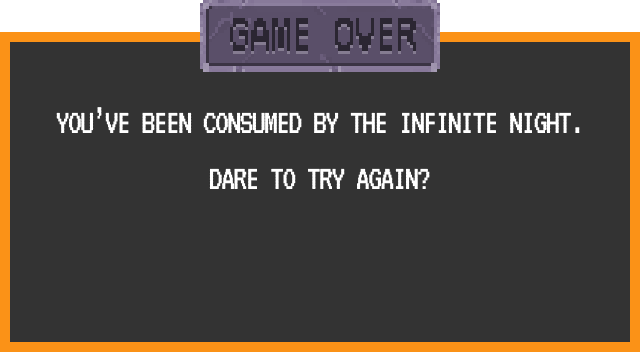 GAME OVER
YOU'VE BEEN CONSUMED BY THE INFINITE NIGHT.
DARE TO TRY AGAIN?